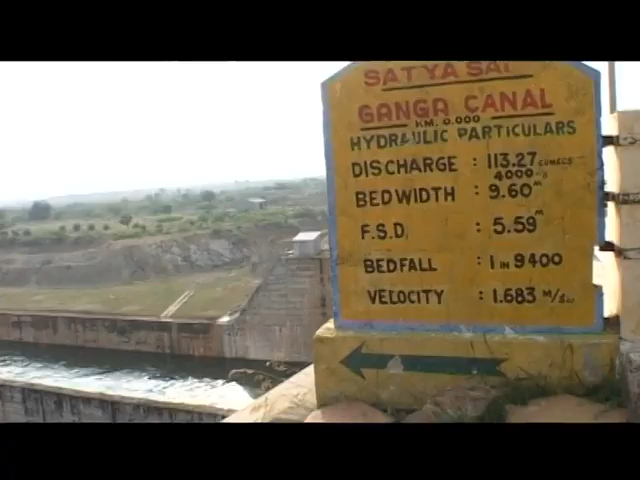 SATYA SAI
GANGA CANAL
KM. 0.000
HYDRAULIC PARTICULARS
DISCHARGE : 113.27 CUMECS
4000
BEDWIDTH : 9.60 M
F.S.D. : 5.59 M
BEDFALL : 1 IN 9400
VELOCITY : 1.683 M/Sec